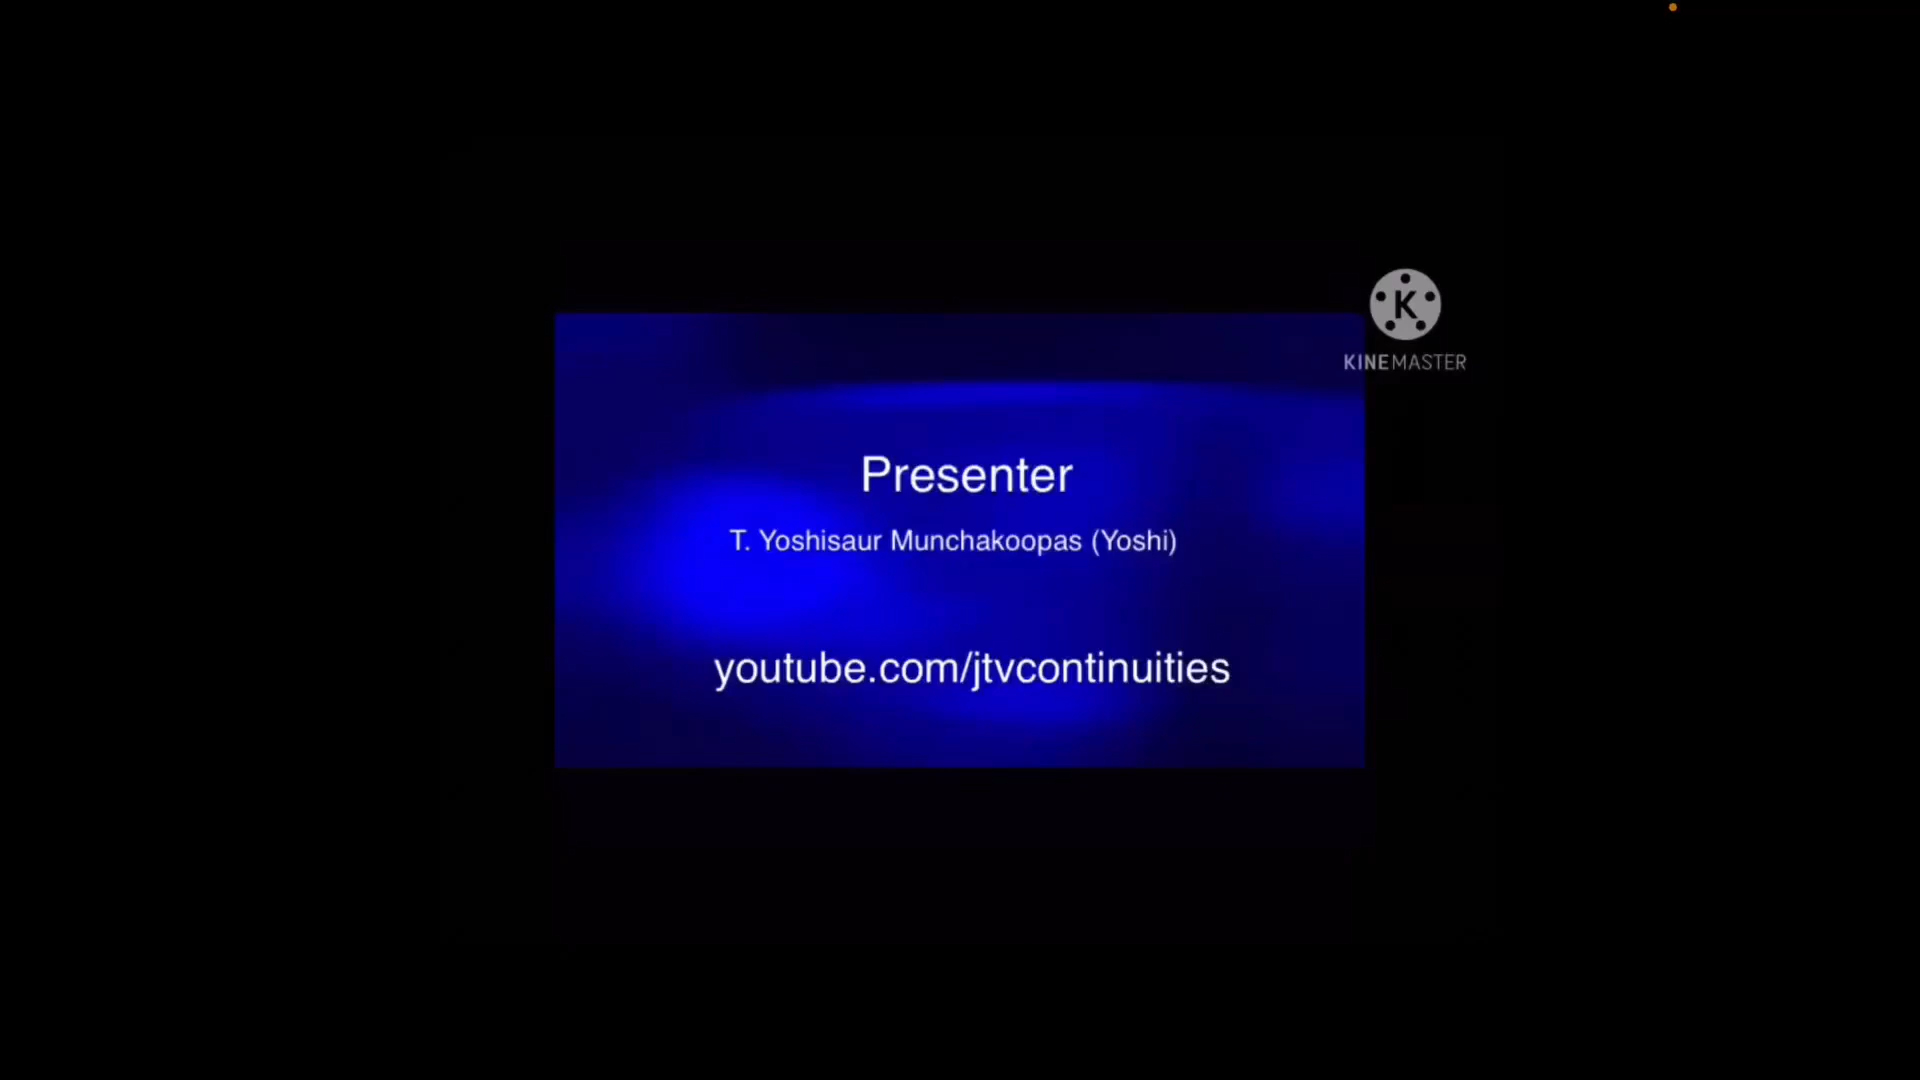 K
KINEMASTER
Presenter
T. Yoshisaur Munchakoopas (Yoshi)
youtube.com/jtvcontinuities